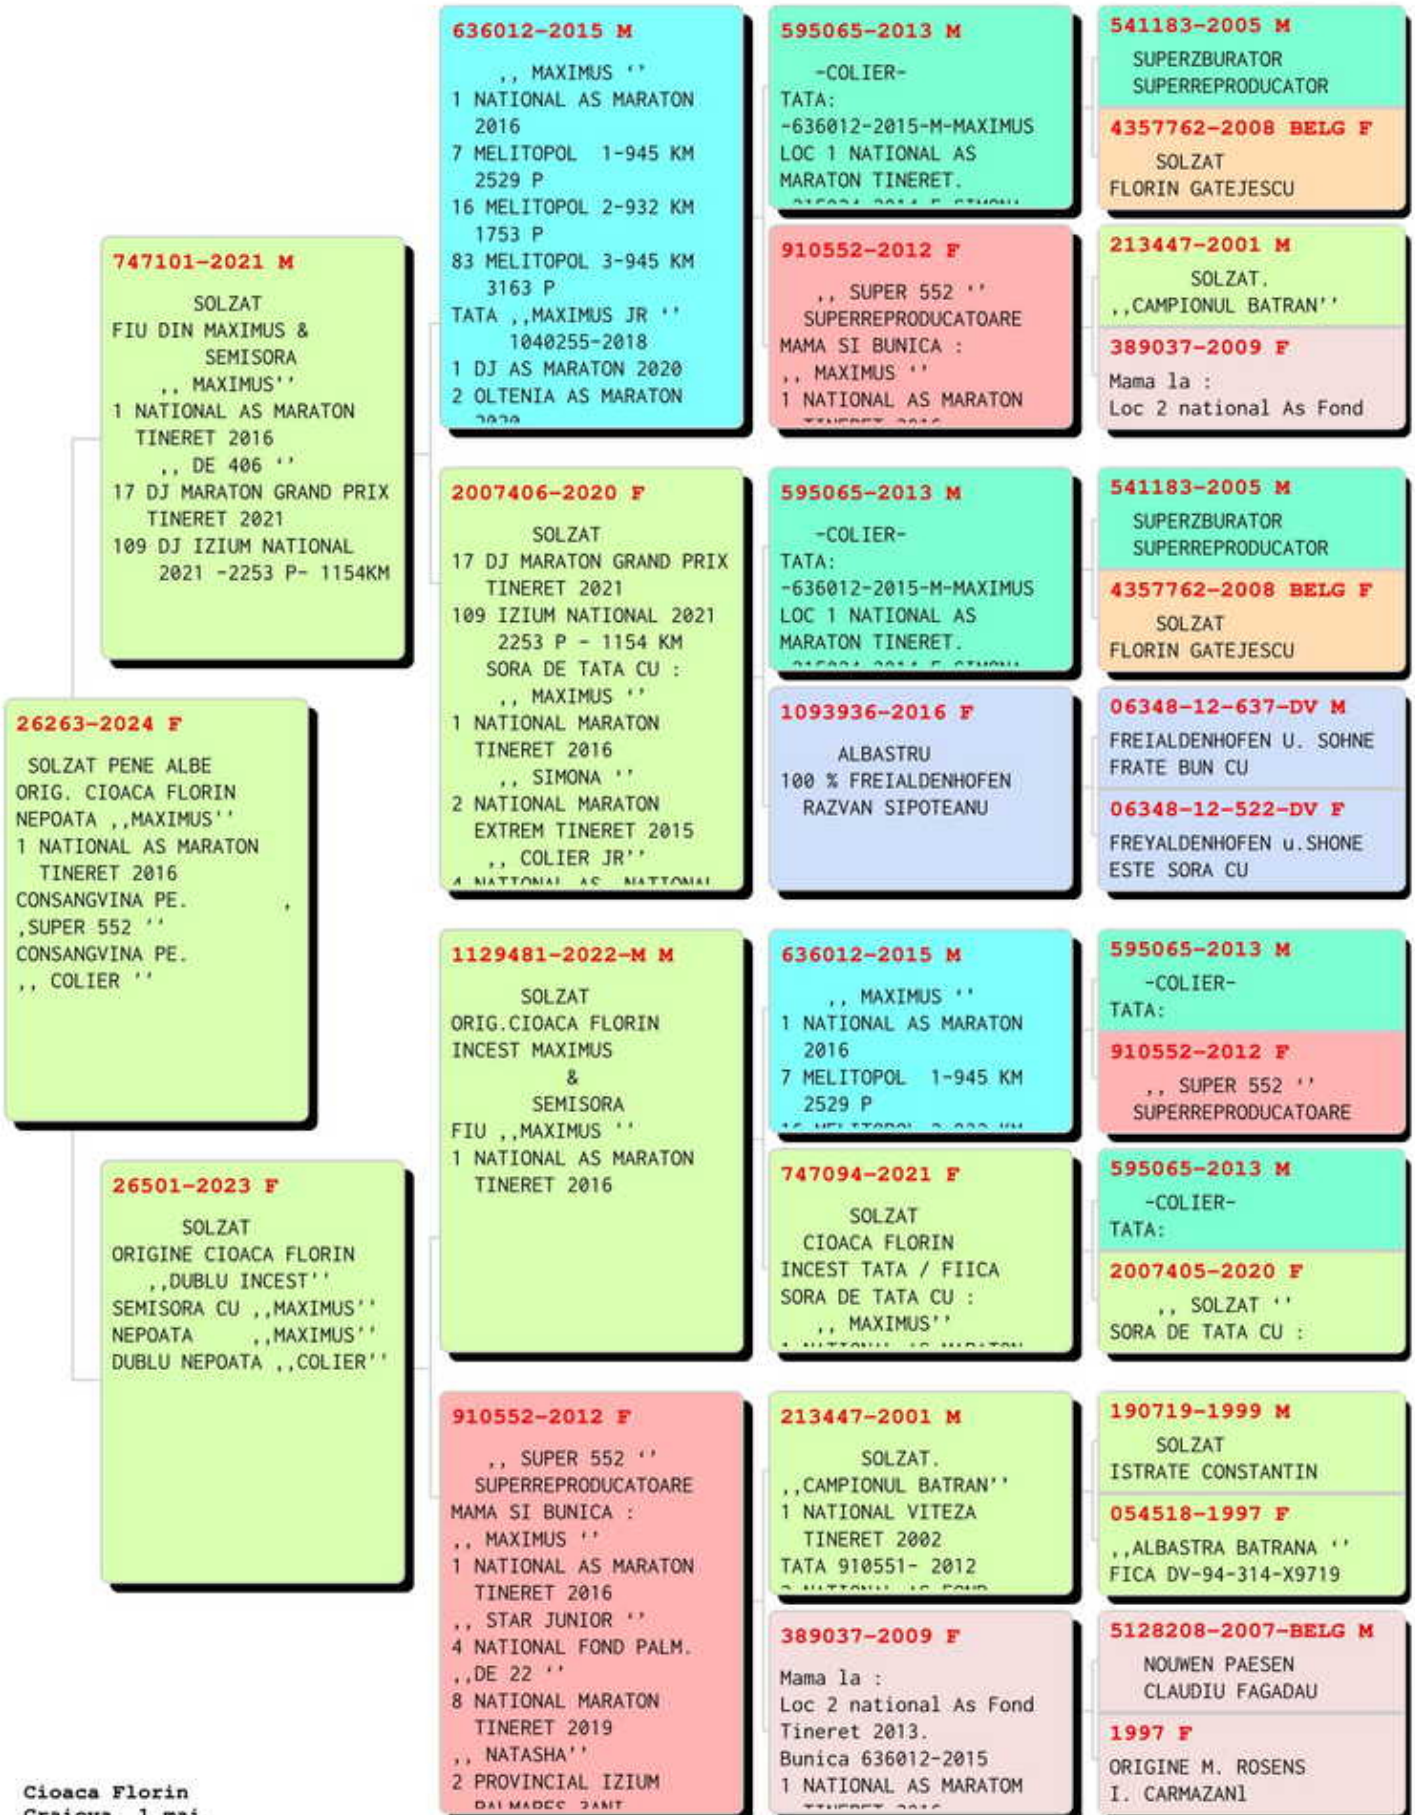 636012-2015 M
,, MAXIMUS ‘’
1 NATIONAL AS MARATON
2016
7 MELITOPOL 1-945 KM
2529 P
16 MELITOPOL 2-932 KM
1753 P
83 MELITOPOL 3-945 KM
3163 P
TATA ,,MAXIMUS JR ‘’
1040255-2018
1 DJ AS MARATON 2020
2 OLTENIA AS MARATON
2020
595065-2013 M
-COLIER-
TATA:
-636012-2015-M-MAXIMUS
LOC 1 NATIONAL AS
MARATON TINERET.
541183-2005 M
SUPERZBURATOR
SUPERREPRODUCATOR
4357762-2008 BELG F
SOLZAT
FLORIN GATEJESCU
910552-2012 F
,, SUPER 552 ‘’
SUPERREPRODUCATOARE
MAMA SI BUNICA :
,, MAXIMUS ‘’
1 NATIONAL AS MARATON
TINERET 2016
213447-2001 M
SOLZAT.
,,CAMPIONUL BATRAN’’
389037-2009 F
Mama la :
Loc 2 national As Fond
747101-2021 M
SOLZAT
FIU DIN MAXIMUS &
SEMISORA
,, MAXIMUS’’
1 NATIONAL AS MARATON
TINERET 2016
,, DE 406 ‘’
17 DJ MARATON GRAND PRIX
TINERET 2021
109 DJ IZIUM NATIONAL
2021 -2253 P- 1154KM
2007406-2020 F
SOLZAT
17 DJ MARATON GRAND PRIX
TINERET 2021
109 IZIUM NATIONAL 2021
2253 P - 1154 KM
SORA DE TATA CU :
,, MAXIMUS ‘’
1 NATIONAL MARATON
TINERET 2016
,, SIMONA ‘’
2 NATIONAL MARATON
EXTREM TINERET 2015
,, COLIER JR’’
4 NATIONAL AS NATIONAL
595065-2013 M
-COLIER-
TATA:
-636012-2015-M-MAXIMUS
LOC 1 NATIONAL AS
MARATON TINERET.
541183-2005 M
SUPERZBURATOR
SUPERREPRODUCATOR
4357762-2008 BELG F
SOLZAT
FLORIN GATEJESCU
1093936-2016 F
ALBASTRU
100 % FREIALDENHOFEN
RAZVAN SIPOTEANU
06348-12-637-DV M
FREIALDENHOFEN U. SOHNE
FRATE BUN CU
06348-12-522-DV F
FREYALDENHOFEN u.SHONE
ESTE SORA CU
26263-2024 F
SOLZAT PENE ALBE
ORIG. CIOACA FLORIN
NEPOATA ,,MAXIMUS’’
1 NATIONAL AS MARATON
TINERET 2016
CONSANGVINA PE. ,
,SUPER 552 ‘’
CONSANGVINA PE.
,, COLIER ‘’
1129481-2022-M M
SOLZAT
ORIG.CIOACA FLORIN
INCEST MAXIMUS
&
SEMISORA
FIU ,,MAXIMUS ‘’
1 NATIONAL AS MARATON
TINERET 2016
636012-2015 M
,, MAXIMUS ‘’
1 NATIONAL AS MARATON
2016
7 MELITOPOL 1-945 KM
2529 P
595065-2013 M
-COLIER-
TATA:
910552-2012 F
,, SUPER 552 ‘’
SUPERREPRODUCATOARE
747094-2021 F
SOLZAT
CIOACA FLORIN
INCEST TATA / FIICA
SORA DE TATA CU :
,, MAXIMUS’’
595065-2013 M
-COLIER-
TATA:
2007405-2020 F
,, SOLZAT ‘’
SORA DE TATA CU :
26501-2023 F
SOLZAT
ORIGINE CIOACA FLORIN
,,DUBLU INCEST’’
SEMISORA CU ,,MAXIMUS’’
NEPOATA ,,MAXIMUS’’
DUBLU NEPOATA ,,COLIER’’
910552-2012 F
,, SUPER 552 ‘’
SUPERREPRODUCATOARE
MAMA SI BUNICA :
,, MAXIMUS ‘’
1 NATIONAL AS MARATON
TINERET 2016
,, STAR JUNIOR ‘’
4 NATIONAL FOND PALM.
,,DE 22 ‘’
8 NATIONAL MARATON
TINERET 2019
,, NATASHA’’
2 PROVINCIAL IZIUM
PALMARES 3ANI
213447-2001 M
SOLZAT.
,,CAMPIONUL BATRAN’’
1 NATIONAL VITEZA
TINERET 2002
TATA 910551- 2012
190719-1999 M
SOLZAT
ISTRATE CONSTANTIN
054518-1997 F
,,ALBASTRA BATRANA ‘’
FICA DV-94-314-X9719
389037-2009 F
Mama la :
Loc 2 national As Fond
Tineret 2013.
Bunica 636012-2015
1 NATIONAL AS MARATOM
5128208-2007-BELG M
NOUWEN PAESEN
CLAUDIU FAGADAU
1997 F
ORIGINE M. ROSENS
I. CARMAZANl
Cioaca Florin
Craiova, 1 mai